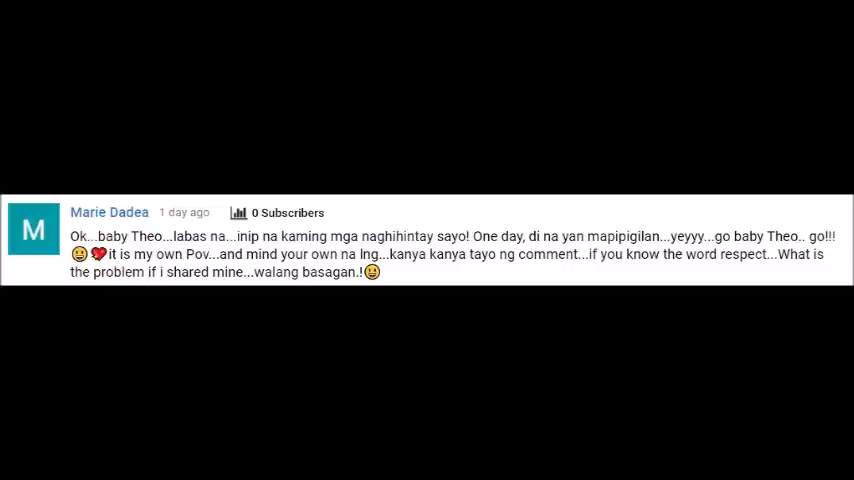 M
Marie Dadea 1 day ago 0 Subscribers
Ok...baby Theo...labas na...inip na kaming mga naghihintay sayo! One day, di na yan mapipigilan...yeyyy...go baby Theo.. go!!!
😀💖it is my own Pov...and mind your own na lng...kanya kanya tayo ng comment...if you know the word respect...What is
the problem if i shared mine...walang basagan.!😀